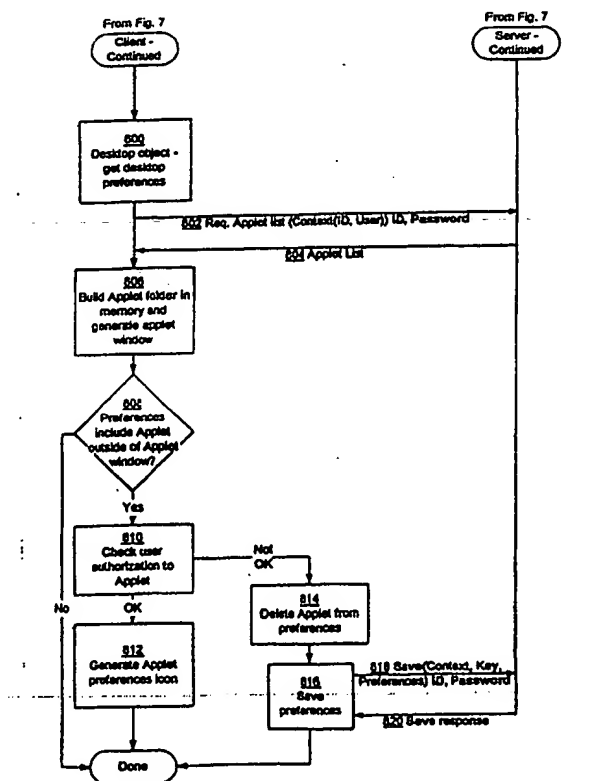 From Fig. 7
Client -
Continued
From Fig. 7
Server -
Continued
800
Desktop object -
get desktop
preferences
802 Req. Applet list (Context(ID, User)) ID, Password
804 Applet List
806
Build Applet folder in
memory and
generate applet
window
808
Preferences
include Applet
outside of Applet
window?
Yes
No
810
Check user
authorization to
Applet
Not
OK
OK
814
Delete Applet from
preferences
812
Generate Applet
preferences icon
816
Save
preferences
818 Save(Context, Key,
Preferences) ID, Password
820 Save response
Done